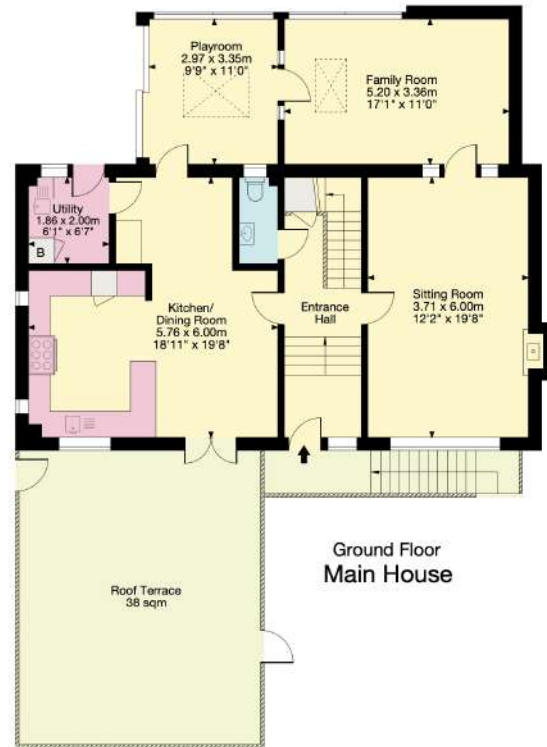 Playroom
2.97 x 3.35m
9'9" x 11'0"
Family Room
5.20 x 3.36m
17'1" x 11'0"
Utility
1.86 x 2.00m
6'1" x 6'7"
B
Kitchen/
Dining Room
5.76 x 6.00m
18'11" x 19'8"
Entrance
Hall
Sitting Room
3.71 x 6.00m
12'2" x 19'8"
Roof Terrace
38 sqm
Ground Floor
Main House